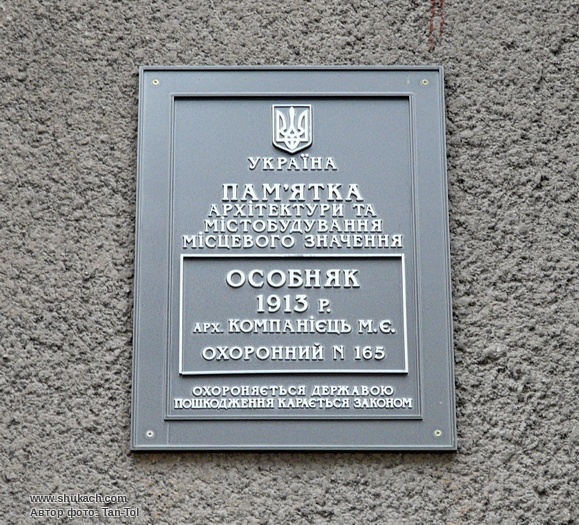 УКРАЇНА
ПАМ'ЯТКА
АРХІТЕКТУРИ ТА
МІСТОБУДУВАННЯ
МІСЦЕВОГО ЗНАЧЕННЯ
ОСОБНЯК
1913 Р.
АРХ. КОМПАНІЄЦЬ М.Є.
ОХОРОННИЙ N 165
ОХОРОНЯЄТЬСЯ ДЕРЖАВОЮ
ПОШКОДЖЕННЯ КАРАЄТЬСЯ ЗАКОНОМ
www.shukach.com
Автор фото: Tan-Tol